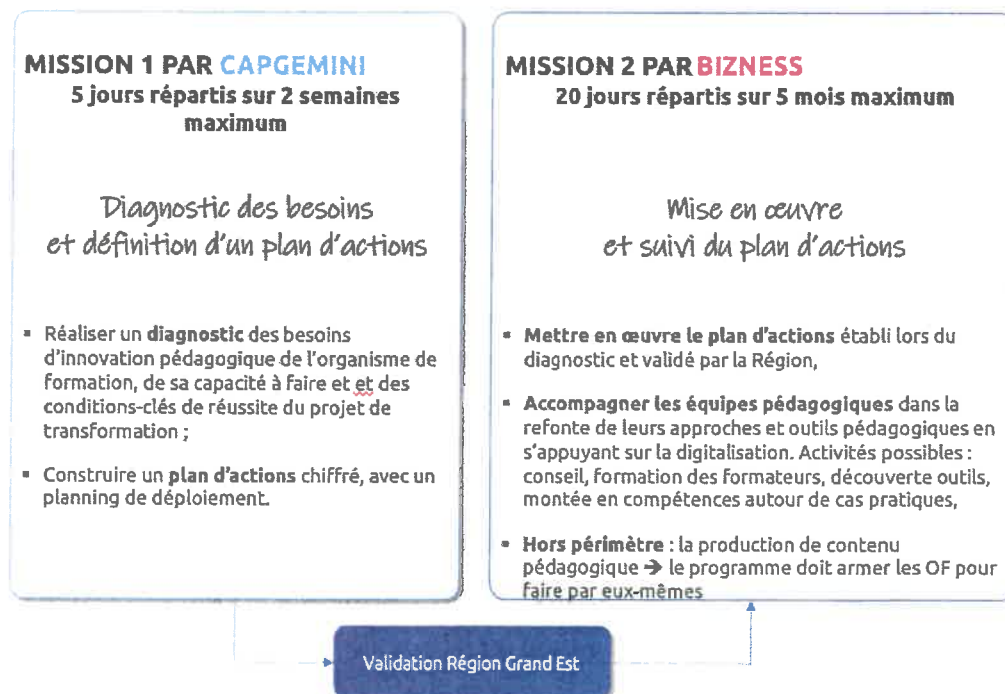 MISSION 1 PAR CAPGEMINI
5 jours répartis sur 2 semaines
maximum
Diagnostic des besoins
et définition d'un plan d'actions
▪ Réaliser un diagnostic des besoins
d'innovation pédagogique de l'organisme de
formation, de sa capacité à faire et et des
conditions-clés de réussite du projet de
transformation ;
▪ Construire un plan d'actions chiffré, avec un
planning de déploiement.
MISSION 2 PAR BIZNESS
20 jours répartis sur 5 mois maximum
Mise en œuvre
et suivi du plan d'actions
▪ Mettre en œuvre le plan d'actions établi lors du
diagnostic et validé par la Région,
▪ Accompagner les équipes pédagogiques dans la
refonte de leurs approches et outils pédagogiques en
s'appuyant sur la digitalisation. Activités possibles :
conseil, formation des formateurs, découverte outils,
montée en compétences autour de cas pratiques,
▪ Hors périmètre : la production de contenu
pédagogique → le programme doit armer les OF pour
faire par eux-mêmes
Validation Région Grand Est